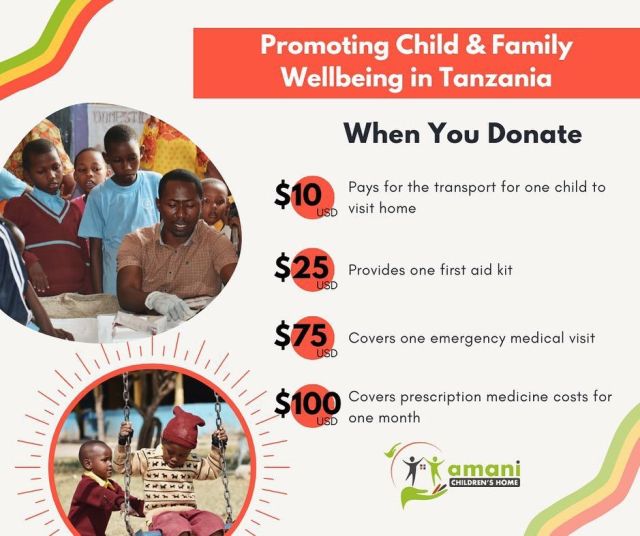 Promoting Child & Family
Wellbeing in Tanzania
When You Donate
$10 USD
Pays for the transport for one child to
visit home
$25 USD
Provides one first aid kit
$75 USD
Covers one emergency medical visit
$100 USD
Covers prescription medicine costs for
one month
amani
CHILDREN'S HOME